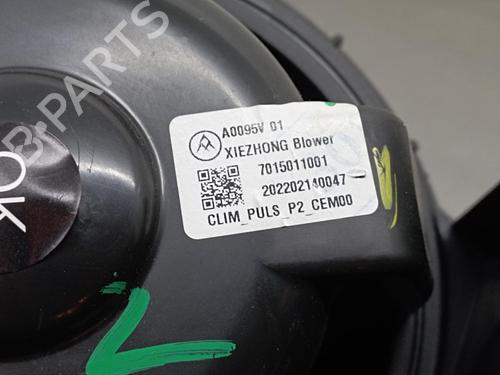 A0095V 01
XIEZHONG Blower
7015011001
202202140047
CLIM_PULS_P2_CEM00
OK
B-PARTS